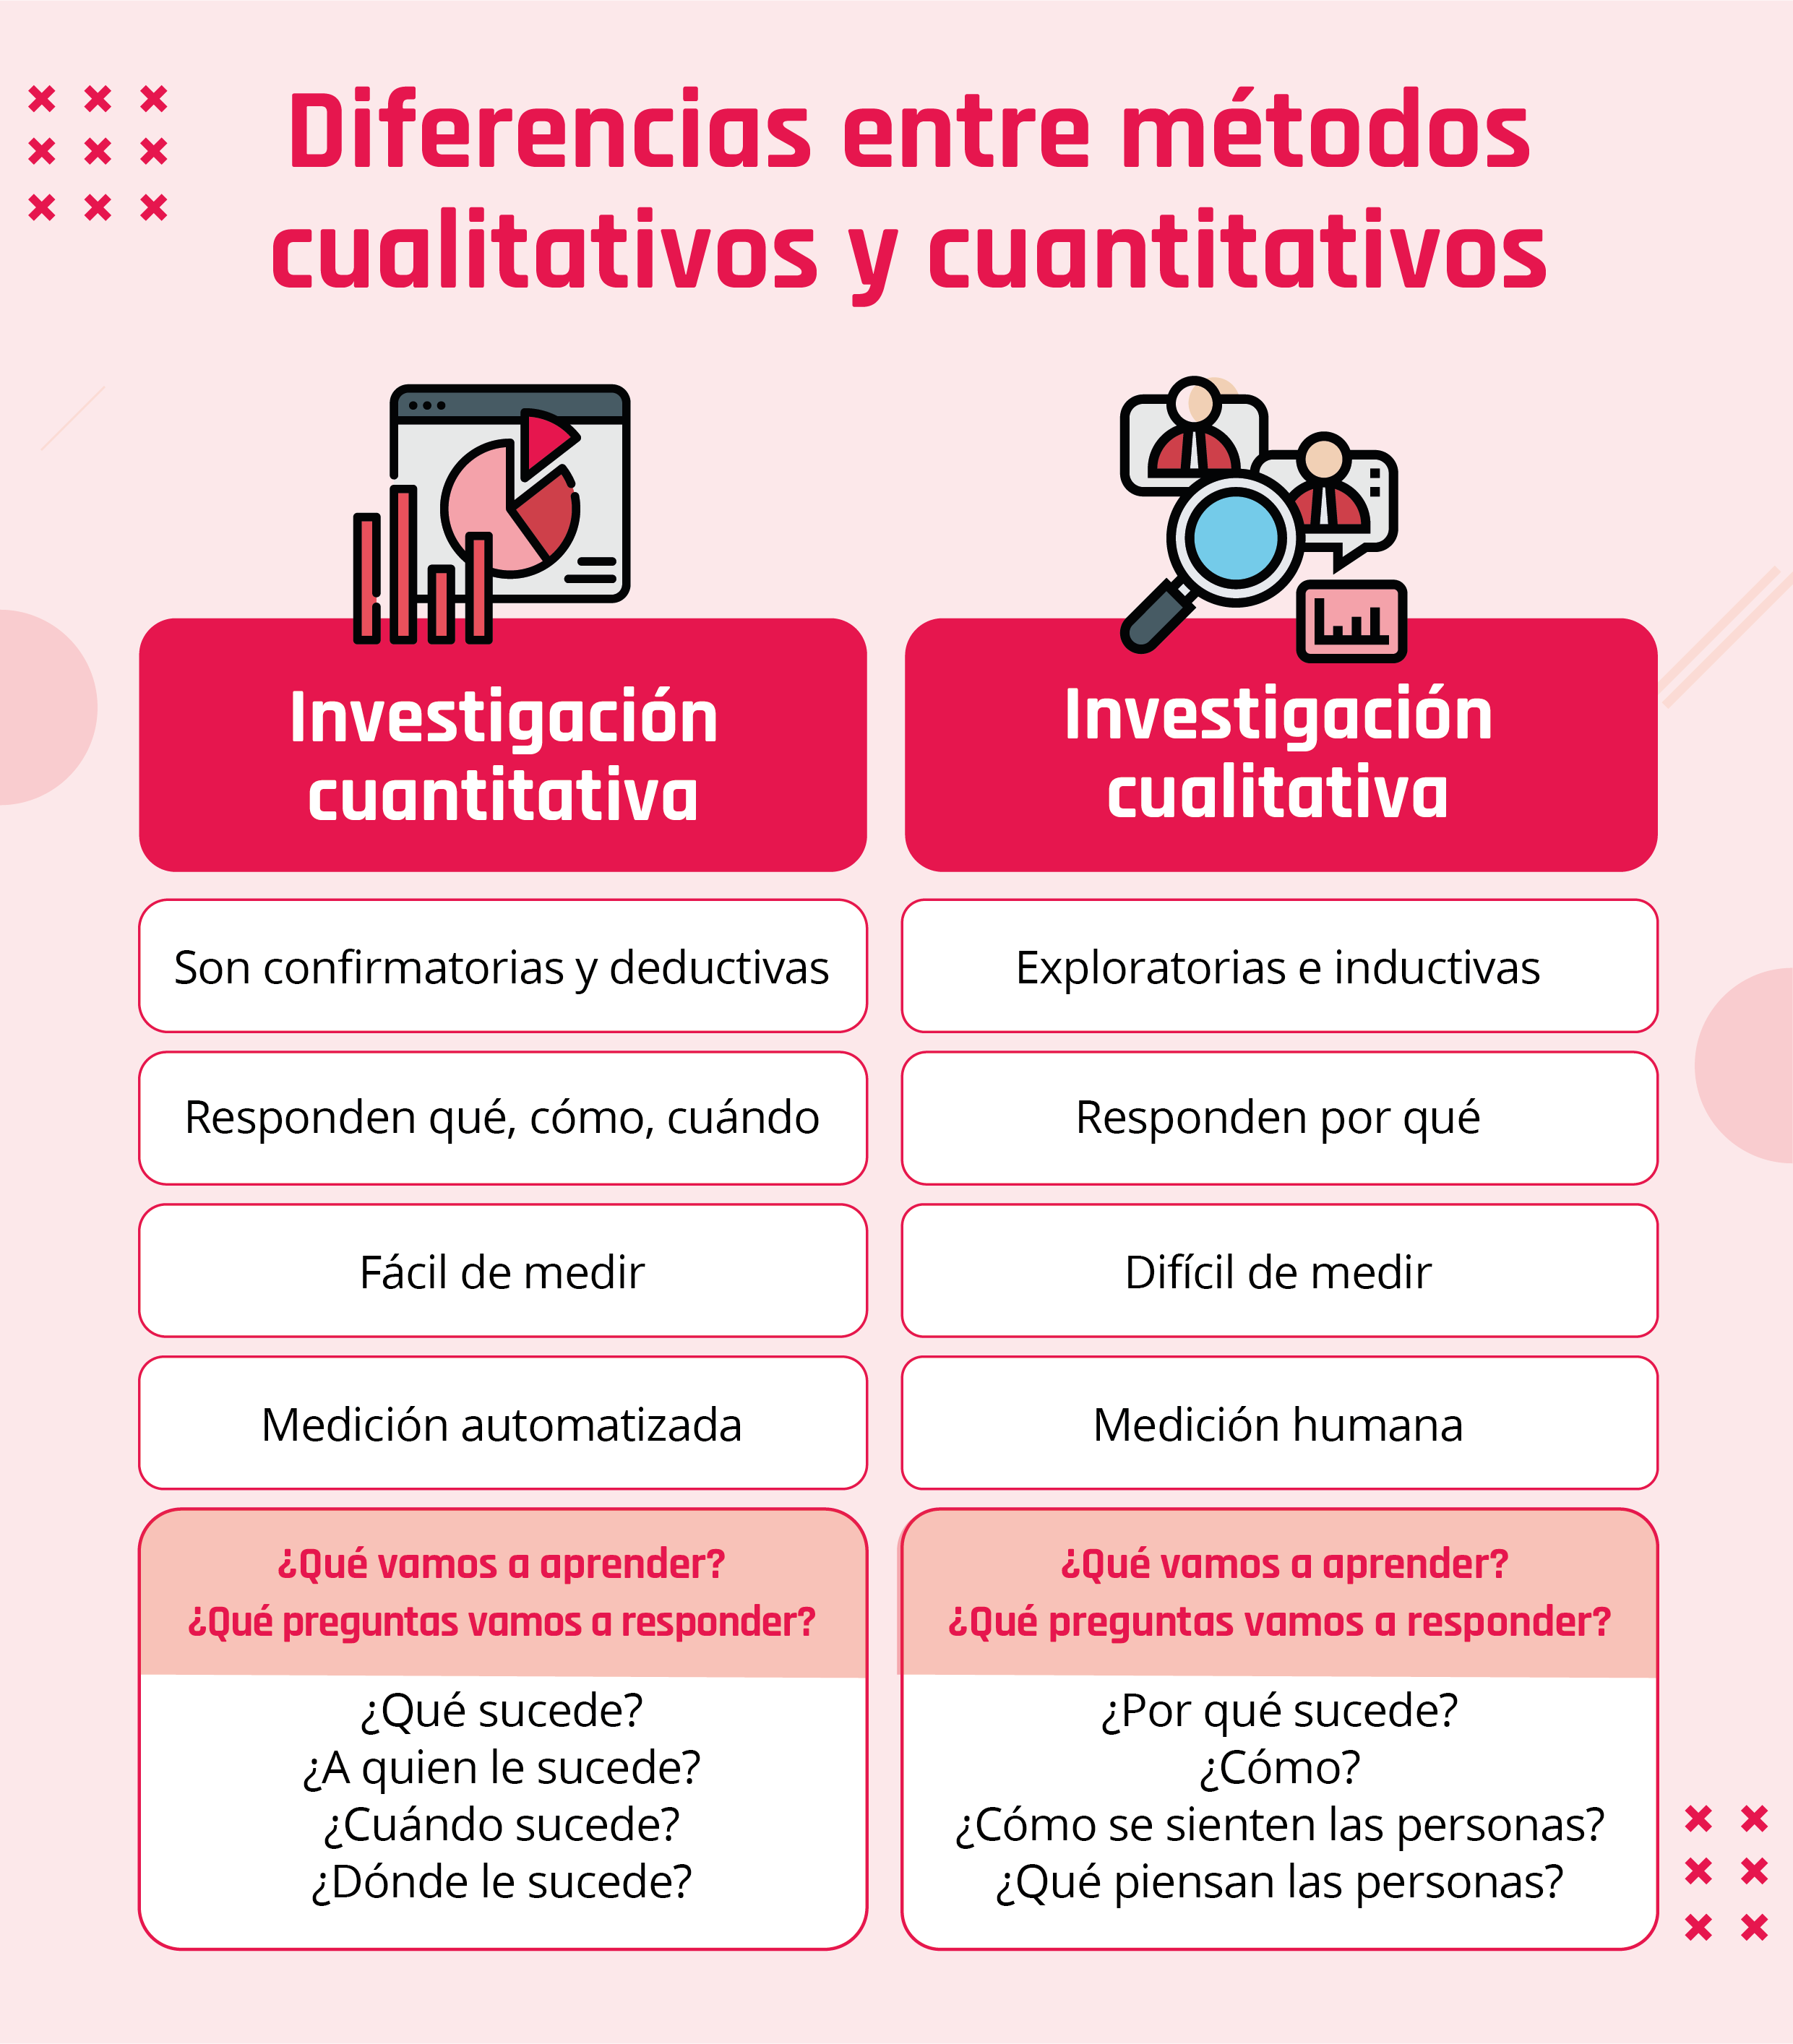 Diferencias entre métodos
cualitativos y cuantitativos
Investigación
cuantitativa
Son confirmatorias y deductivas
Responden qué, cómo, cuándo
Fácil de medir
Medición automatizada
¿Qué vamos a aprender?
¿Qué preguntas vamos a responder?
¿Qué sucede?
¿A quien le sucede?
¿Cuándo sucede?
¿Dónde le sucede?
Investigación
cualitativa
Exploratorias e inductivas
Responden por qué
Difícil de medir
Medición humana
¿Qué vamos a aprender?
¿Qué preguntas vamos a responder?
¿Por qué sucede?
¿Cómo?
¿Cómo se sienten las personas?
¿Qué piensan las personas?